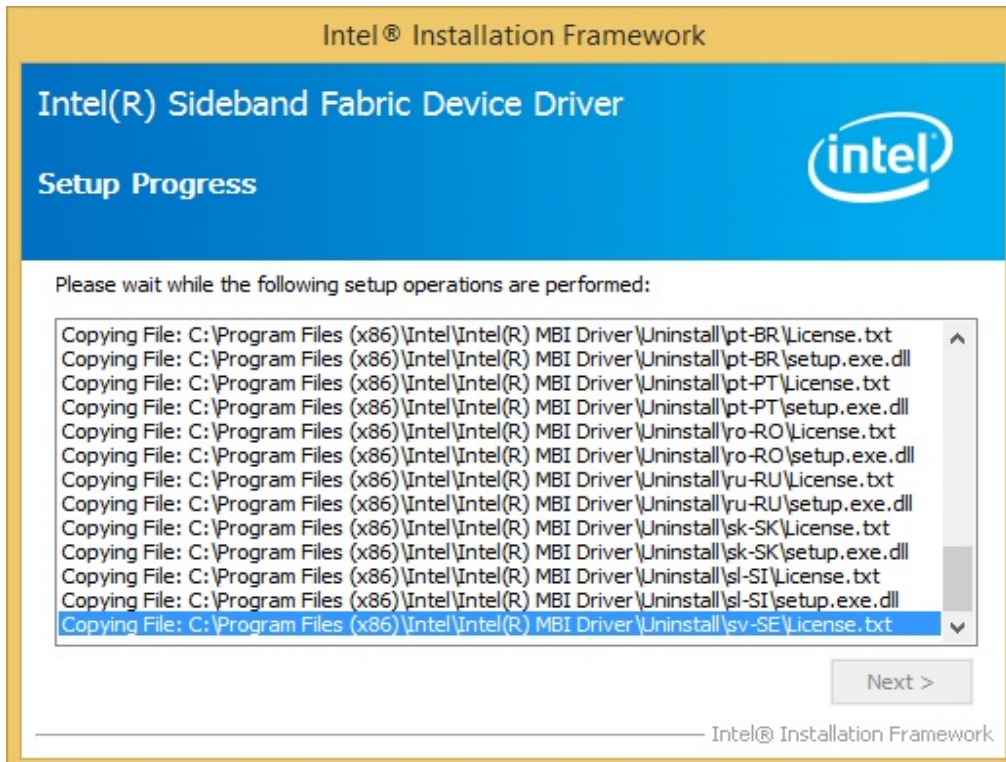 Intel® Installation Framework
Intel(R) Sideband Fabric Device Driver
intel
Setup Progress
Please wait while the following setup operations are performed:
Copying File: C:\Program Files (x86)\Intel\Intel(R) MBI Driver\Uninstall\pt-BR\License.txt
Copying File: C:\Program Files (x86)\Intel\Intel(R) MBI Driver\Uninstall\pt-BR\setup.exe.dll
Copying File: C:\Program Files (x86)\Intel\Intel(R) MBI Driver\Uninstall\pt-PT\License.txt
Copying File: C:\Program Files (x86)\Intel\Intel(R) MBI Driver\Uninstall\pt-PT\setup.exe.dll
Copying File: C:\Program Files (x86)\Intel\Intel(R) MBI Driver\Uninstall\ro-RO\License.txt
Copying File: C:\Program Files (x86)\Intel\Intel(R) MBI Driver\Uninstall\ro-RO\setup.exe.dll
Copying File: C:\Program Files (x86)\Intel\Intel(R) MBI Driver\Uninstall\ru-RU\License.txt
Copying File: C:\Program Files (x86)\Intel\Intel(R) MBI Driver\Uninstall\ru-RU\setup.exe.dll
Copying File: C:\Program Files (x86)\Intel\Intel(R) MBI Driver\Uninstall\sk-SK\License.txt
Copying File: C:\Program Files (x86)\Intel\Intel(R) MBI Driver\Uninstall\sk-SK\setup.exe.dll
Copying File: C:\Program Files (x86)\Intel\Intel(R) MBI Driver\Uninstall\sl-SI\License.txt
Copying File: C:\Program Files (x86)\Intel\Intel(R) MBI Driver\Uninstall\sl-SI\setup.exe.dll
Copying File: C:\Program Files (x86)\Intel\Intel(R) MBI Driver\Uninstall\sv-SE\License.txt
Next >
Intel® Installation Framework